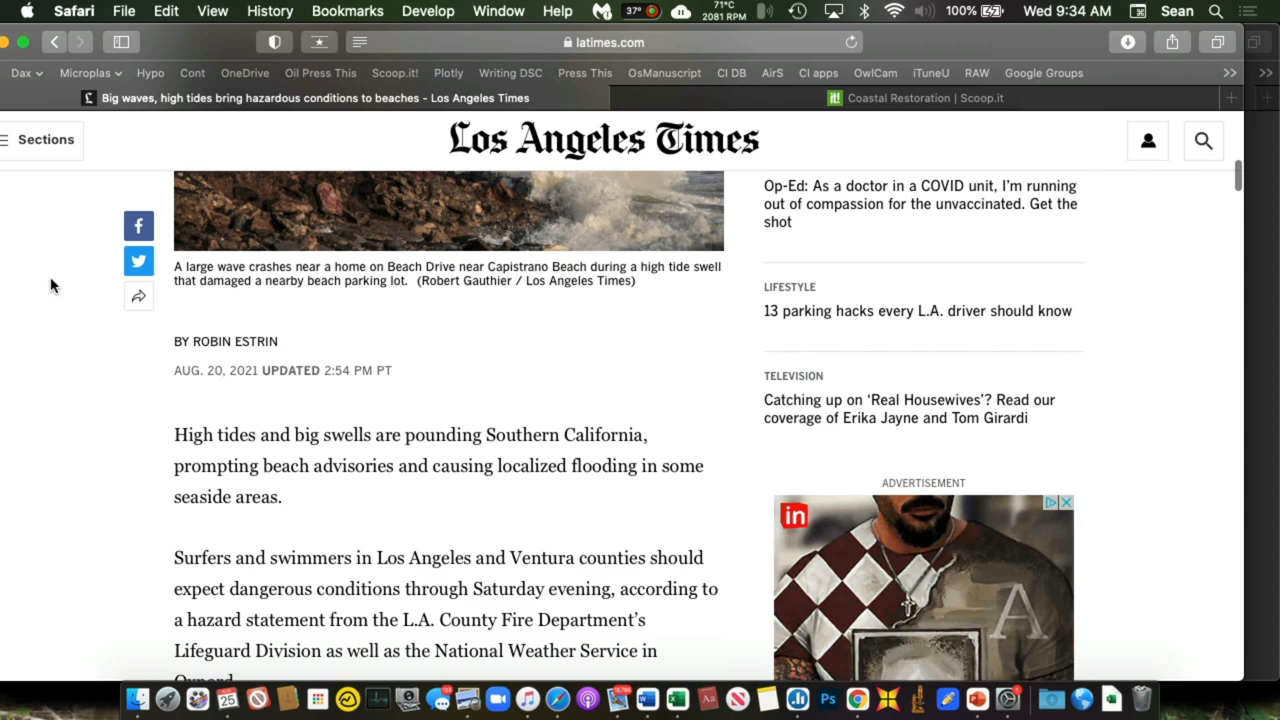 Safari File Edit View History Bookmarks Develop Window Help 37° 71°C 2081 RPM 100% Wed 9:34 AM Sean
latimes.com
Dax Microplas Hypo Cont OneDrive Oil Press This Scoop.it! Plotly Writing DSC Press This OsManuscript CI DB AirS CI apps OwlCam iTuneU RAW Google Groups
Big waves, high tides bring hazardous conditions to beaches - Los Angeles Times
it! Coastal Restoration | Scoop.it
Sections
Los Angeles Times
A large wave crashes near a home on Beach Drive near Capistrano Beach during a high tide swell
that damaged a nearby beach parking lot. (Robert Gauthier / Los Angeles Times)
BY ROBIN ESTRIN
AUG. 20, 2021 UPDATED 2:54 PM PT
High tides and big swells are pounding Southern California,
prompting beach advisories and causing localized flooding in some
seaside areas.
Surfers and swimmers in Los Angeles and Ventura counties should
expect dangerous conditions through Saturday evening, according to
a hazard statement from the L.A. County Fire Department's
Lifeguard Division as well as the National Weather Service in
Oxnard
Op-Ed: As a doctor in a COVID unit, I'm running
out of compassion for the unvaccinated. Get the
shot
LIFESTYLE
13 parking hacks every L.A. driver should know
TELEVISION
Catching up on 'Real Housewives'? Read our
coverage of Erika Jayne and Tom Girardi
ADVERTISEMENT
in
A
25